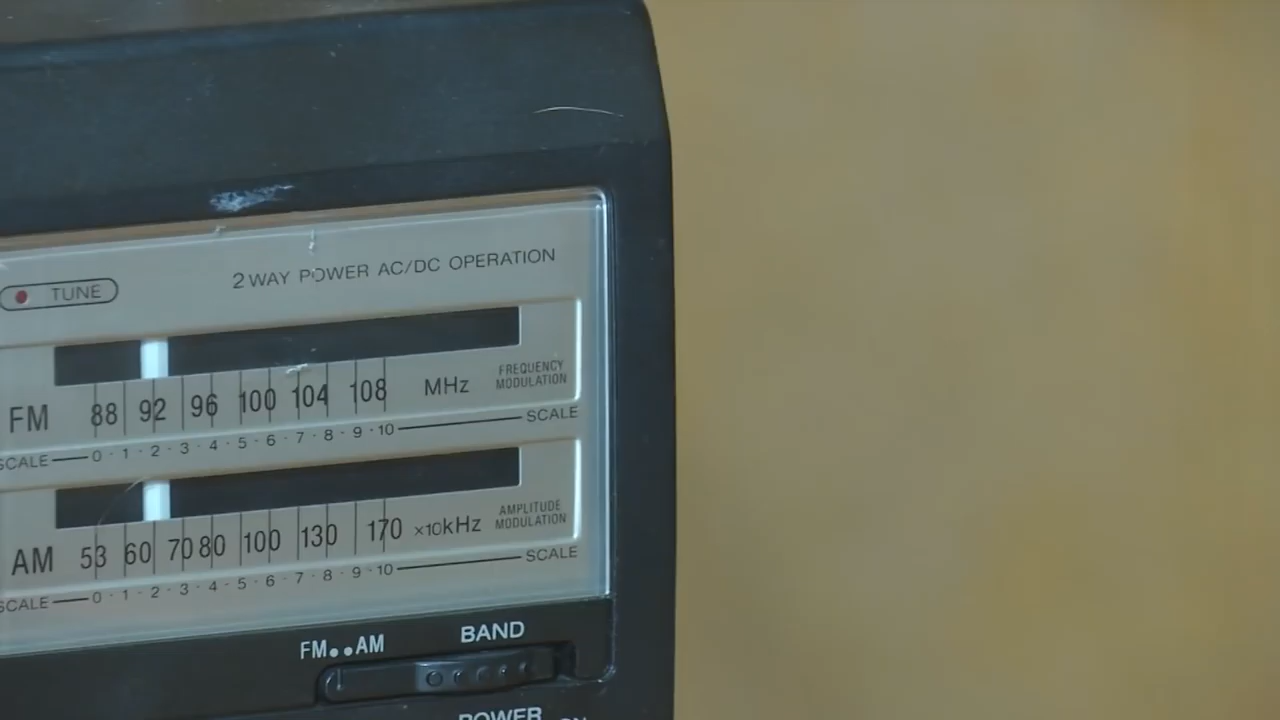 TUNE
2 WAY POWER AC/DC OPERATION
FM 88 92 96 100 104 108 MHz FREQUENCY MODULATION
SCALE 0 · 1 · 2 · 3 · 4 · 5 · 6 · 7 · 8 · 9 · 10 SCALE
AM 53 60 70 80 100 130 170 ×10kHz AMPLITUDE MODULATION
SCALE 0 · 1 · 2 · 3 · 4 · 5 · 6 · 7 · 8 · 9 · 10 SCALE
FM●●AM BAND
POWER